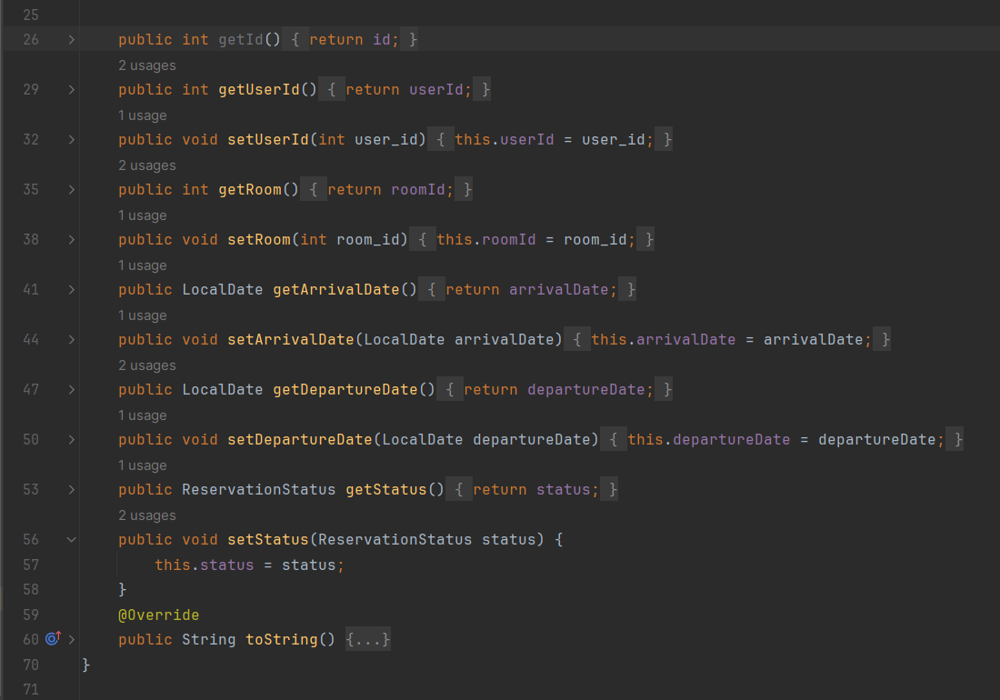 25
26 public int getId() { return id; }
2 usages
29 public int getUserId() { return userId; }
1 usage
32 public void setUserId(int user_id) { this.userId = user_id; }
2 usages
35 public int getRoom() { return roomId; }
1 usage
38 public void setRoom(int room_id) { this.roomId = room_id; }
1 usage
41 public LocalDate getArrivalDate() { return arrivalDate; }
1 usage
44 public void setArrivalDate(LocalDate arrivalDate) { this.arrivalDate = arrivalDate; }
2 usages
47 public LocalDate getDepartureDate() { return departureDate; }
1 usage
50 public void setDepartureDate(LocalDate departureDate) { this.departureDate = departureDate; }
1 usage
53 public ReservationStatus getStatus() { return status; }
2 usages
56 public void setStatus(ReservationStatus status) {
57 this.status = status;
58 }
59 @Override
60 public String toString() {...}
70 }
71